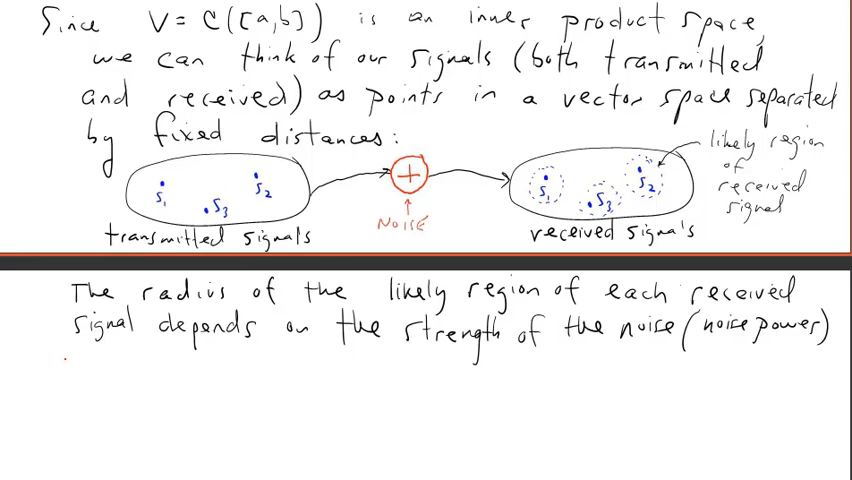 Since V = C([a,b]) is an inner product space,
we can think of our signals (both transmitted
and received) as points in a vector space separated
by fixed distances:
likely region
of
received
signal
S₁ S₃ S₂
+
S₁ S₃ S₂
NOISE
transmitted signals
received signals
The radius of the likely region of each received
signal depends on the strength of the noise (noise power)